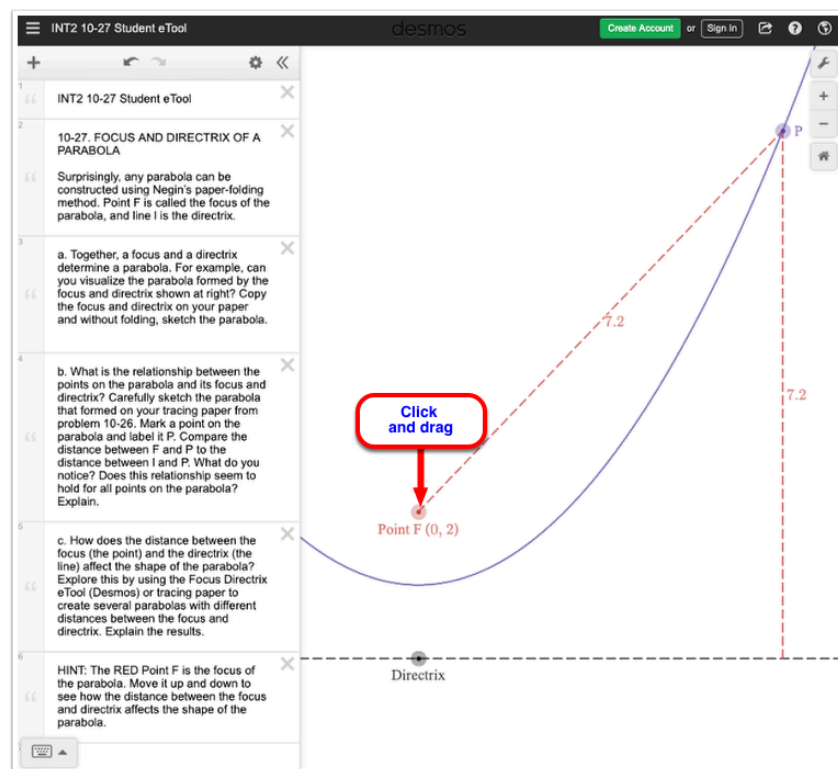 INT2 10-27 Student eTool
desmos
Create Account or Sign In
1
INT2 10-27 Student eTool
2
10-27. FOCUS AND DIRECTRIX OF A
PARABOLA
Surprisingly, any parabola can be
constructed using Negin's paper-folding
method. Point F is called the focus of the
parabola, and line l is the directrix.
3
a. Together, a focus and a directrix
determine a parabola. For example, can
you visualize the parabola formed by the
focus and directrix shown at right? Copy
the focus and directrix on your paper
and without folding, sketch the parabola.
4
b. What is the relationship between the
points on the parabola and its focus and
directrix? Carefully sketch the parabola
that formed on your tracing paper from
problem 10-26. Mark a point on the
parabola and label it P. Compare the
distance between F and P to the
distance between l and P. What do you
notice? Does this relationship seem to
hold for all points on the parabola?
Explain.
5
c. How does the distance between the
focus (the point) and the directrix (the
line) affect the shape of the parabola?
Explore this by using the Focus Directrix
eTool (Desmos) or tracing paper to
create several parabolas with different
distances between the focus and
directrix. Explain the results.
6
HINT: The RED Point F is the focus of
the parabola. Move it up and down to
see how the distance between the focus
and directrix affects the shape of the
parabola.
P
7.2
7.2
Click
and drag
Point F (0, 2)
Directrix